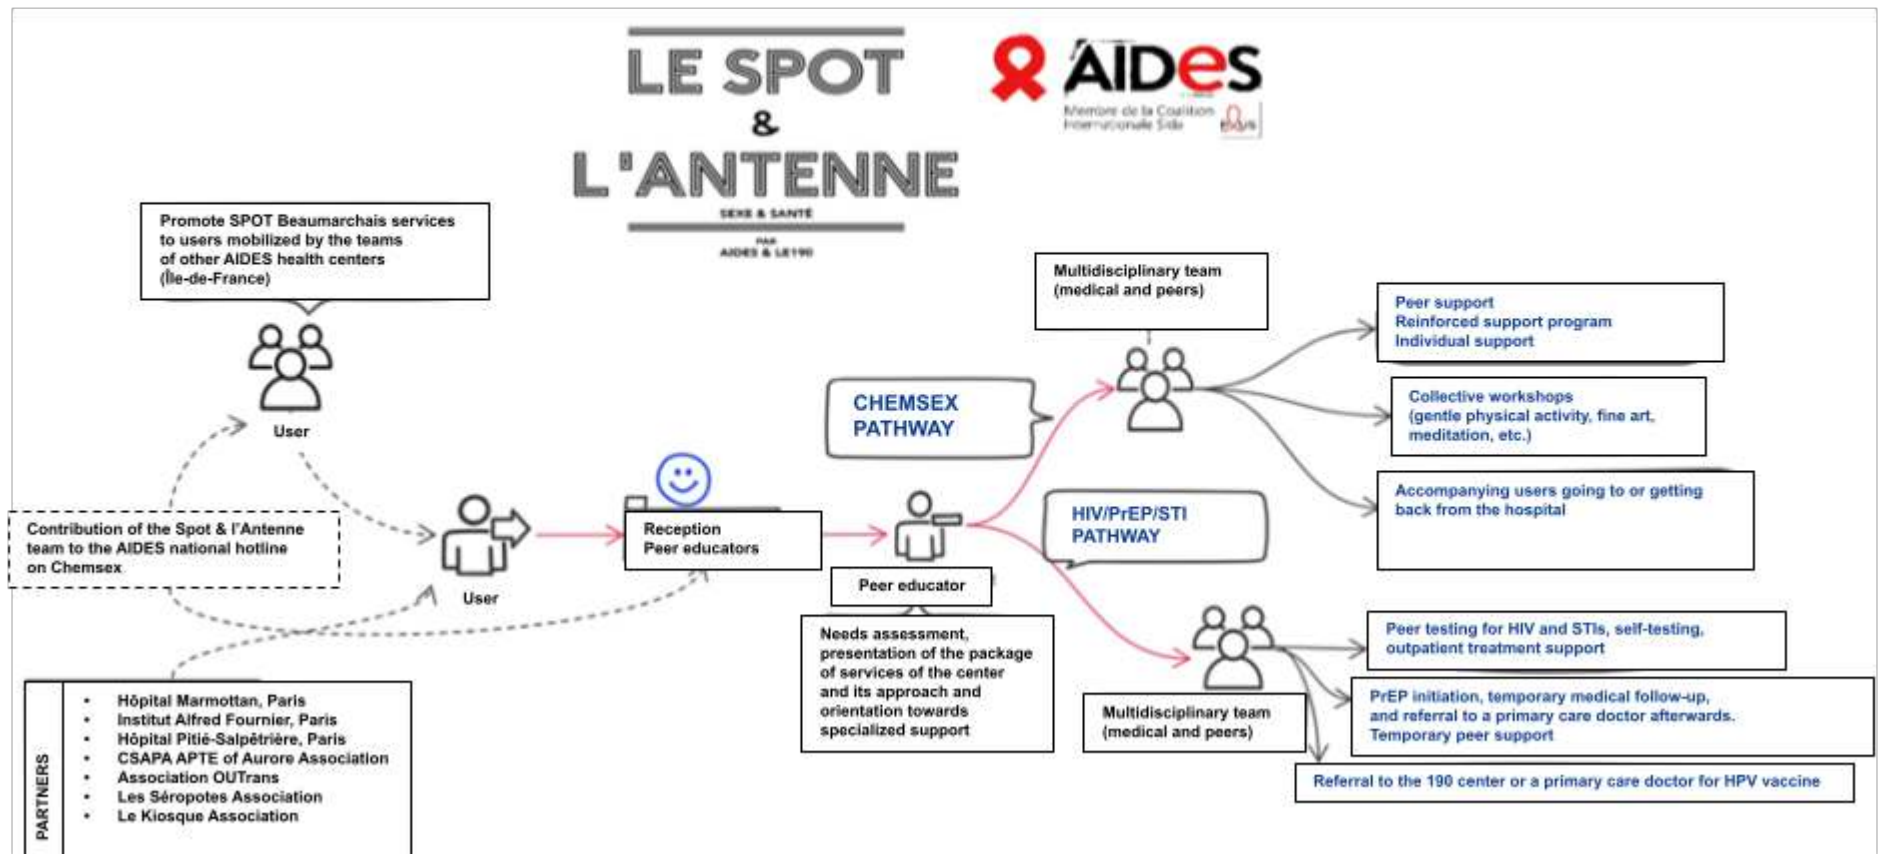 LE SPOT
&
L'ANTENNE
SEXE & SANTÉ
PAR
AIDES & LE 190
AIDES
Membre de la Coalition
Internationale Sida
Promote SPOT Beaumarchais services
to users mobilized by the teams
of other AIDES health centers
(Île-de-France)
User
Contribution of the Spot & l'Antenne
team to the AIDES national hotline
on Chemsex
User
PARTNERS
• Hôpital Marmottan, Paris
• Institut Alfred Fournier, Paris
• Hôpital Pitié-Salpêtrière, Paris
• CSAPA APTE of Aurore Association
• Association OUTrans
• Les Séropotes Association
• Le Kiosque Association
Reception
Peer educators
Peer educator
Needs assessment,
presentation of the package
of services of the center
and its approach and
orientation towards
specialized support
CHEMSEX
PATHWAY
Multidisciplinary team
(medical and peers)
Peer support
Reinforced support program
Individual support
Collective workshops
(gentle physical activity, fine art,
meditation, etc.)
Accompanying users going to or getting
back from the hospital
HIV/PrEP/STI
PATHWAY
Multidisciplinary team
(medical and peers)
Peer testing for HIV and STIs, self-testing,
outpatient treatment support
PrEP initiation, temporary medical follow-up,
and referral to a primary care doctor afterwards.
Temporary peer support
Referral to the 190 center or a primary care doctor for HPV vaccine